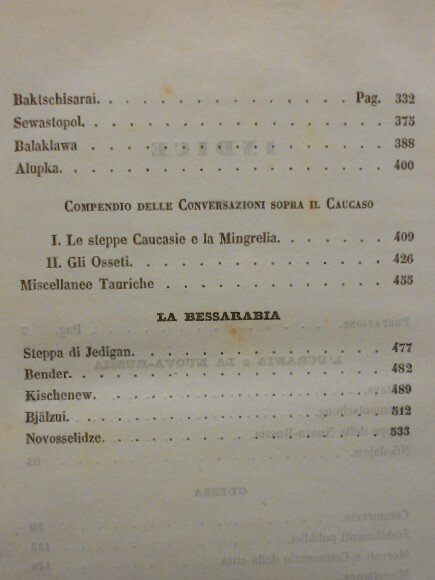 Baktschisarai. . . . . . . . . . . . . Pag. 332
Sewastopol. . . . . . . . . . . . . . . . 375
Balaklawa . . . . . . . . . . . . . . . . 388
Alupka. . . . . . . . . . . . . . . . . . 400
COMPENDIO DELLE CONVERSAZIONI SOPRA IL CAUCASO
I. Le steppe Caucasie e la Mingrelia. . . . . . . 409
II. Gli Osseti. . . . . . . . . . . . . . . 426
Miscellanee Tauriche . . . . . . . . . . . . 455
LA BESSARABIA
Steppa di Jedigan. . . . . . . . . . . . . 477
Bender. . . . . . . . . . . . . . . . . 482
Kischenew. . . . . . . . . . . . . . . . 489
Bjälzui. . . . . . . . . . . . . . . . . 512
Novosselidze. . . . . . . . . . . . . . . 533